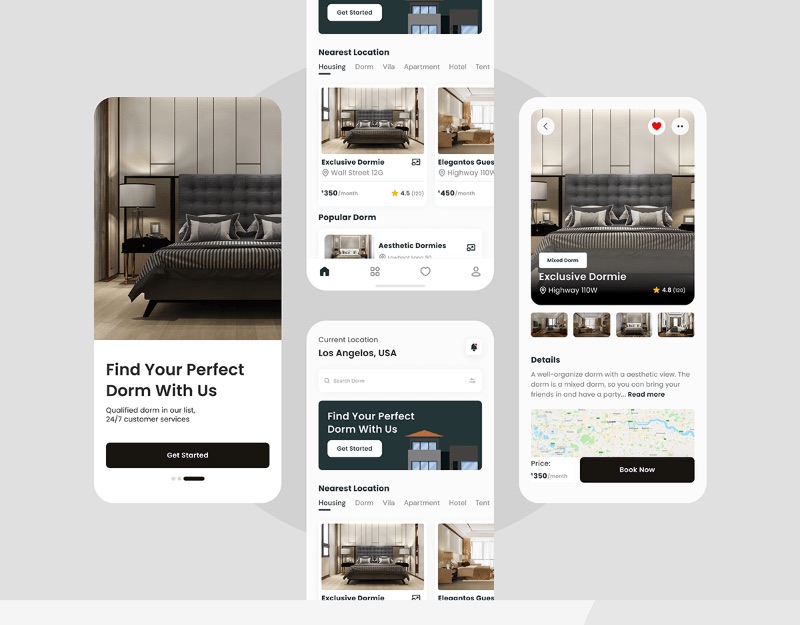 Find Your Perfect
Dorm With Us
Qualified dorm in our list,
24/7 customer services
Get Started
Get Started
Nearest Location
Housing Dorm Vila Apartment Hotel Tent
Exclusive Dormie
Wall Street 12G
$350/month
4.5 (120)
Elegantos Gues
Highway 110W
$450/month
Popular Dorm
Aesthetic Dormies
Current Location
Los Angelos, USA
Search Dorm
Find Your Perfect
Dorm With Us
Get Started
Nearest Location
Housing Dorm Vila Apartment Hotel Tent
Exclusive Dormie
Elegantos Gues
Mixed Dorm
Exclusive Dormie
Highway 110W
4.8 (120)
Details
A well-organize dorm with a aesthetic view. The
dorm is a mixed dorm, so you can bring your
friends in and have a party... Read more
Price:
$350/month
Book Now